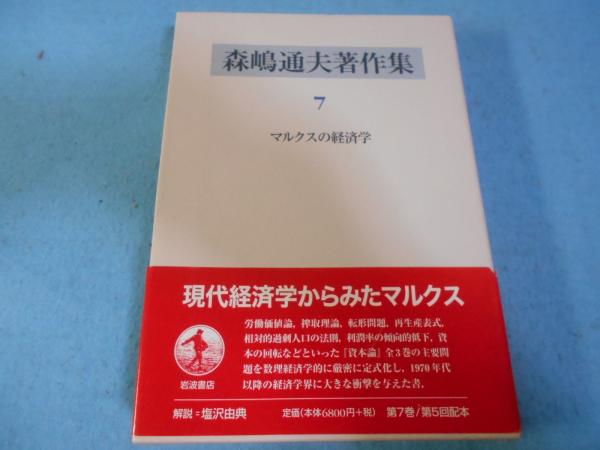 森嶋通夫著作集
7
マルクスの経済学
現代経済学からみたマルクス
労働価値論，搾取理論，転形問題，再生産表式，
相対的過剰人口の法則，利潤率の傾向的低下，資
本の回転などといった『資本論』全3巻の主要問
題を数理経済学的に厳密に定式化し，1970年代
以降の経済学界に大きな衝撃を与えた書．
岩波書店
解説＝塩沢由典
定価(本体6800円+税)
第7巻/第5回配本